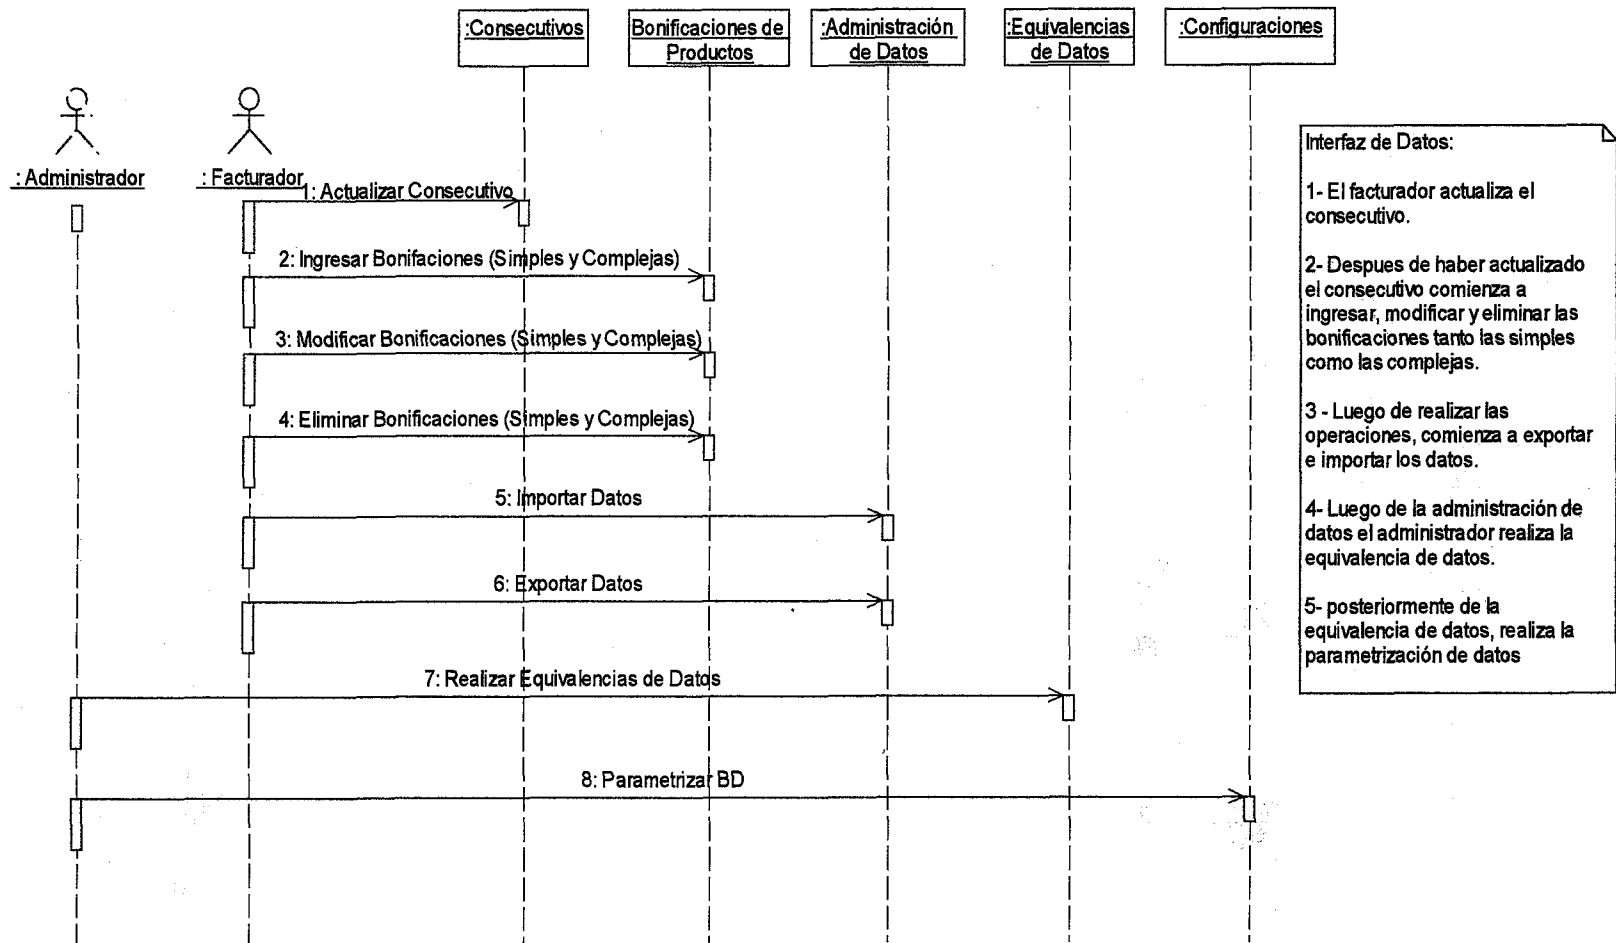 :Consecutivos
Bonificaciones de
Productos
:Administración
de Datos
:Equivalencias
de Datos
:Configuraciones
: Administrador
: Facturador
1: Actualizar Consecutivo
2: Ingresar Bonifaciones (Simples y Complejas)
3: Modificar Bonificaciones (Simples y Complejas)
4: Eliminar Bonificaciones (Simples y Complejas)
5: Importar Datos
6: Exportar Datos
7: Realizar Equivalencias de Datos
8: Parametrizar BD
Interfaz de Datos:
1- El facturador actualiza el
consecutivo.
2- Despues de haber actualizado
el consecutivo comienza a
ingresar, modificar y eliminar las
bonificaciones tanto las simples
como las complejas.
3 - Luego de realizar las
operaciones, comienza a exportar
e importar los datos.
4- Luego de la administración de
datos el administrador realiza la
equivalencia de datos.
5- posteriormente de la
equivalencia de datos, realiza la
parametrización de datos